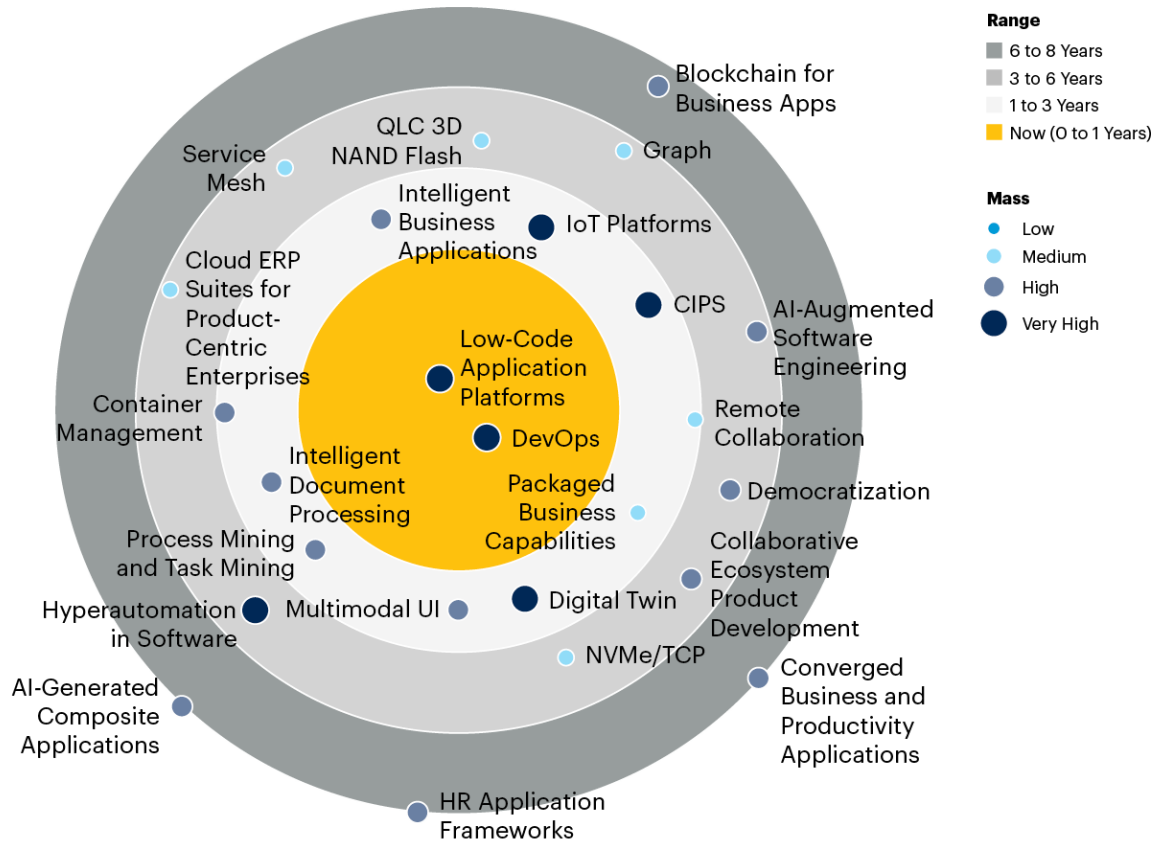 Range
6 to 8 Years
3 to 6 Years
1 to 3 Years
Now (0 to 1 Years)
Mass
Low
Medium
High
Very High
Blockchain for
Business Apps
QLC 3D
NAND Flash
Graph
Service
Mesh
Intelligent
Business
Applications
IoT Platforms
Cloud ERP
Suites for
Product-
Centric
Enterprises
CIPS
AI-Augmented
Software
Engineering
Low-Code
Application
Platforms
Container
Management
Remote
Collaboration
DevOps
Intelligent
Document
Processing
Packaged
Business
Capabilities
Democratization
Process Mining
and Task Mining
Collaborative
Ecosystem
Product
Development
Hyperautomation
in Software
Multimodal UI
Digital Twin
NVMe/TCP
AI-Generated
Composite
Applications
Converged
Business and
Productivity
Applications
HR Application
Frameworks